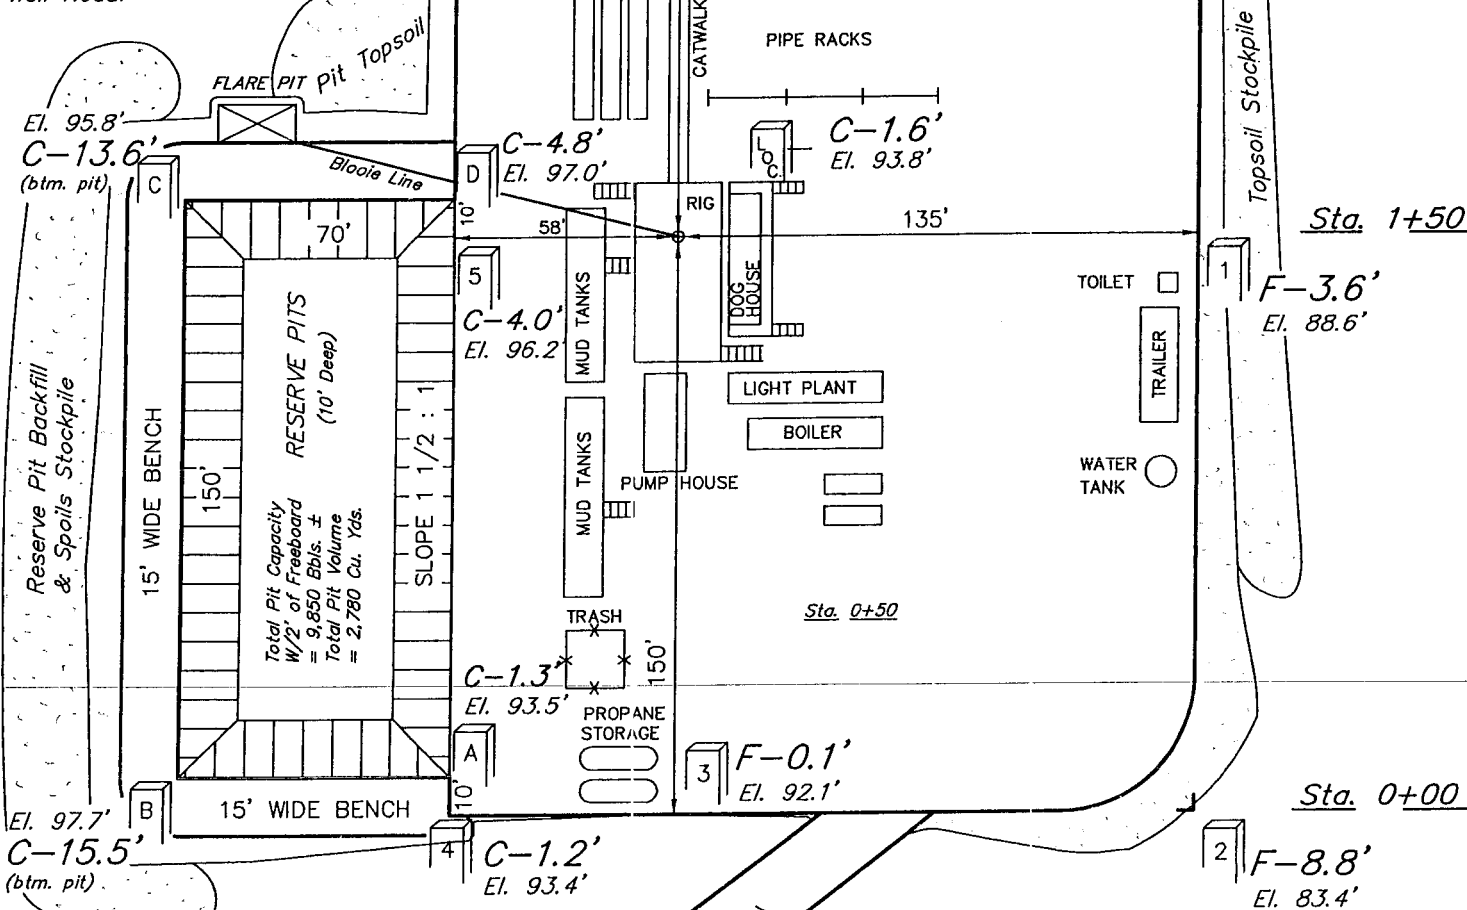 CATWALK
PIPE RACKS
Pit Topsoil
FLARE PIT
Topsoil Stockpile
El. 95.8'
C-13.6'
(btm. pit)
C
Blooie Line
D
C-4.8'
El. 97.0'
L
O
C.
C-1.6'
El. 93.8'
RIG
10'
58'
135'
Sta. 1+50
70'
5
C-4.0'
El. 96.2'
MUD TANKS
DOG
HOUSE
TOILET
1
F-3.6'
El. 88.6'
TRAILER
Reserve Pit Backfill
& Spoils Stockpile
15' WIDE BENCH
150'
RESERVE PITS
(10' Deep)
SLOPE 1 1/2 : 1
Total Pit Capacity
W/2' of Freeboard
= 9,850 Bbls. ±
Total Pit Volume
= 2,780 Cu. Yds.
LIGHT PLANT
BOILER
MUD TANKS
PUMP HOUSE
WATER
TANK
TRASH
Sta. 0+50
150'
C-1.3'
El. 93.5'
PROPANE
STORAGE
A
10'
3
F-0.1'
El. 92.1'
Sta. 0+00
B
El. 97.7'
C-15.5'
(btm. pit)
15' WIDE BENCH
4
C-1.2'
El. 93.4'
2
F-8.8'
El. 83.4'